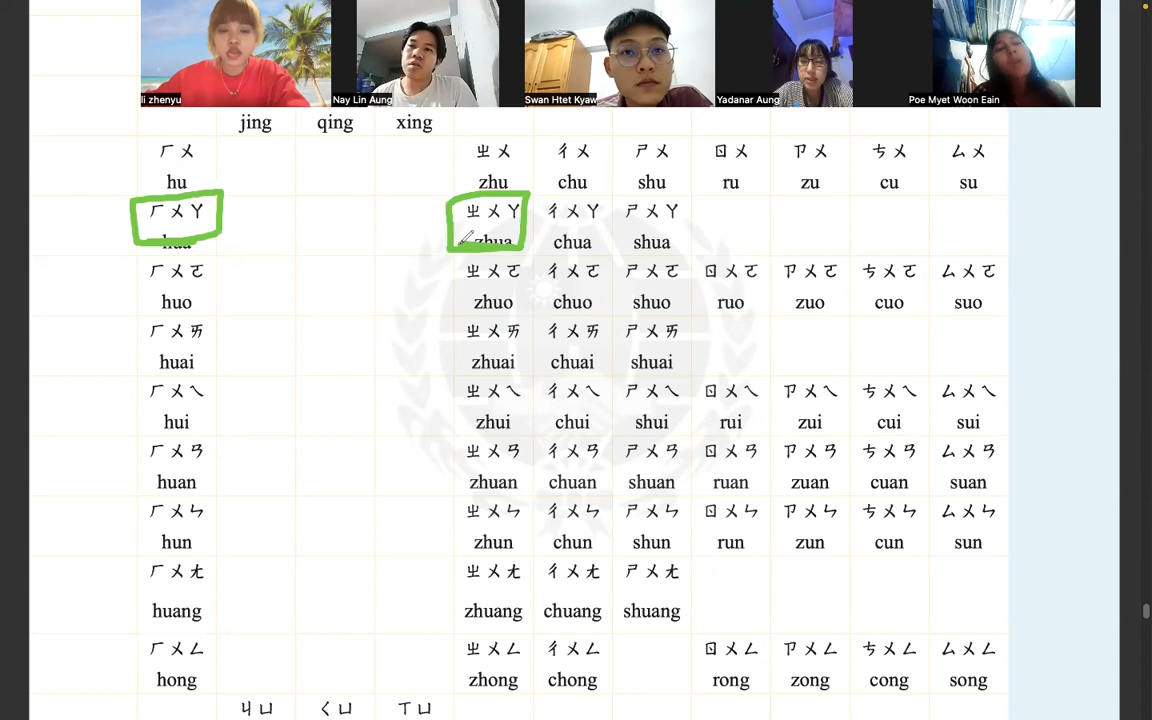 li zhenyu Nay Lin Aung Swan Htet Kyaw Yadanar Aung Poe Myet Woon Eain
jing qing xing
ㄏㄨ ㄓㄨ ㄔㄨ ㄕㄨ ㄖㄨ ㄗㄨ ㄘㄨ ㄙㄨ
hu zhu chu shu ru zu cu su
ㄏㄨㄚ ㄓㄨㄚ ㄔㄨㄚ ㄕㄨㄚ
hua zhua chua shua
ㄏㄨㄛ ㄓㄨㄛ ㄔㄨㄛ ㄕㄨㄛ ㄖㄨㄛ ㄗㄨㄛ ㄘㄨㄛ ㄙㄨㄛ
huo zhuo chuo shuo ruo zuo cuo suo
ㄏㄨㄞ ㄓㄨㄞ ㄔㄨㄞ ㄕㄨㄞ
huai zhuai chuai shuai
ㄏㄨㄟ ㄓㄨㄟ ㄔㄨㄟ ㄕㄨㄟ ㄖㄨㄟ ㄗㄨㄟ ㄘㄨㄟ ㄙㄨㄟ
hui zhui chui shui rui zui cui sui
ㄏㄨㄢ ㄓㄨㄢ ㄔㄨㄢ ㄕㄨㄢ ㄖㄨㄢ ㄗㄨㄢ ㄘㄨㄢ ㄙㄨㄢ
huan zhuan chuan shuan ruan zuan cuan suan
ㄏㄨㄣ ㄓㄨㄣ ㄔㄨㄣ ㄕㄨㄣ ㄖㄨㄣ ㄗㄨㄣ ㄘㄨㄣ ㄙㄨㄣ
hun zhun chun shun run zun cun sun
ㄏㄨㄤ ㄓㄨㄤ ㄔㄨㄤ ㄕㄨㄤ
huang zhuang chuang shuang
ㄏㄨㄥ ㄓㄨㄥ ㄔㄨㄥ ㄖㄨㄥ ㄗㄨㄥ ㄘㄨㄥ ㄙㄨㄥ
hong zhong chong rong zong cong song
ㄐㄩ ㄑㄩ ㄒㄩ